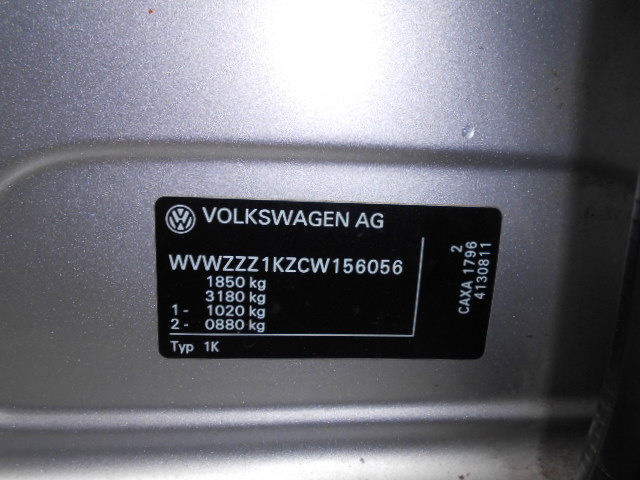 VOLKSWAGEN AG
WVWZZZ1KZCW156056
1850 kg
3180 kg
1 - 1020 kg
2 - 0880 kg
Typ 1K
2
CAXA 1796
4130811